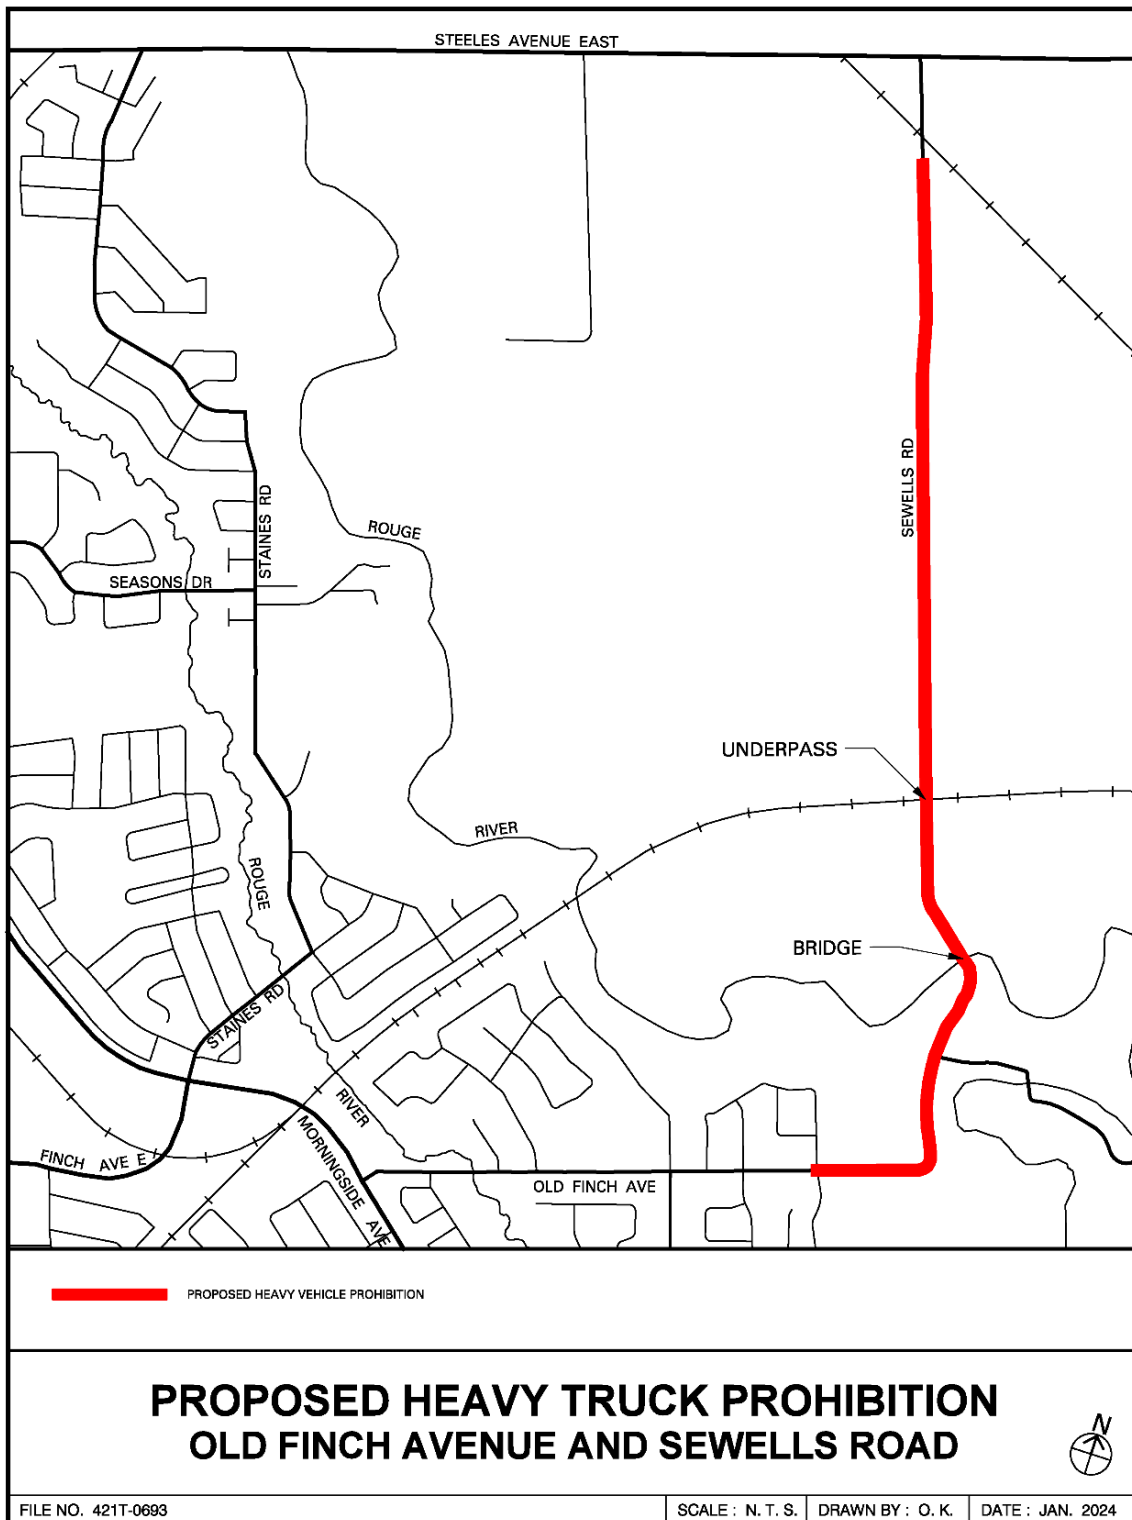 STEELES AVENUE EAST
SEWELLS RD
STAINES RD
ROUGE
SEASONS DR
UNDERPASS
RIVER
ROUGE
BRIDGE
STAINES RD
RIVER
MORNINGSIDE AVE
FINCH AVE E
OLD FINCH AVE
PROPOSED HEAVY VEHICLE PROHIBITION
PROPOSED HEAVY TRUCK PROHIBITION
OLD FINCH AVENUE AND SEWELLS ROAD
N
FILE NO. 421T-0693
SCALE : N. T. S.
DRAWN BY : O. K.
DATE : JAN. 2024